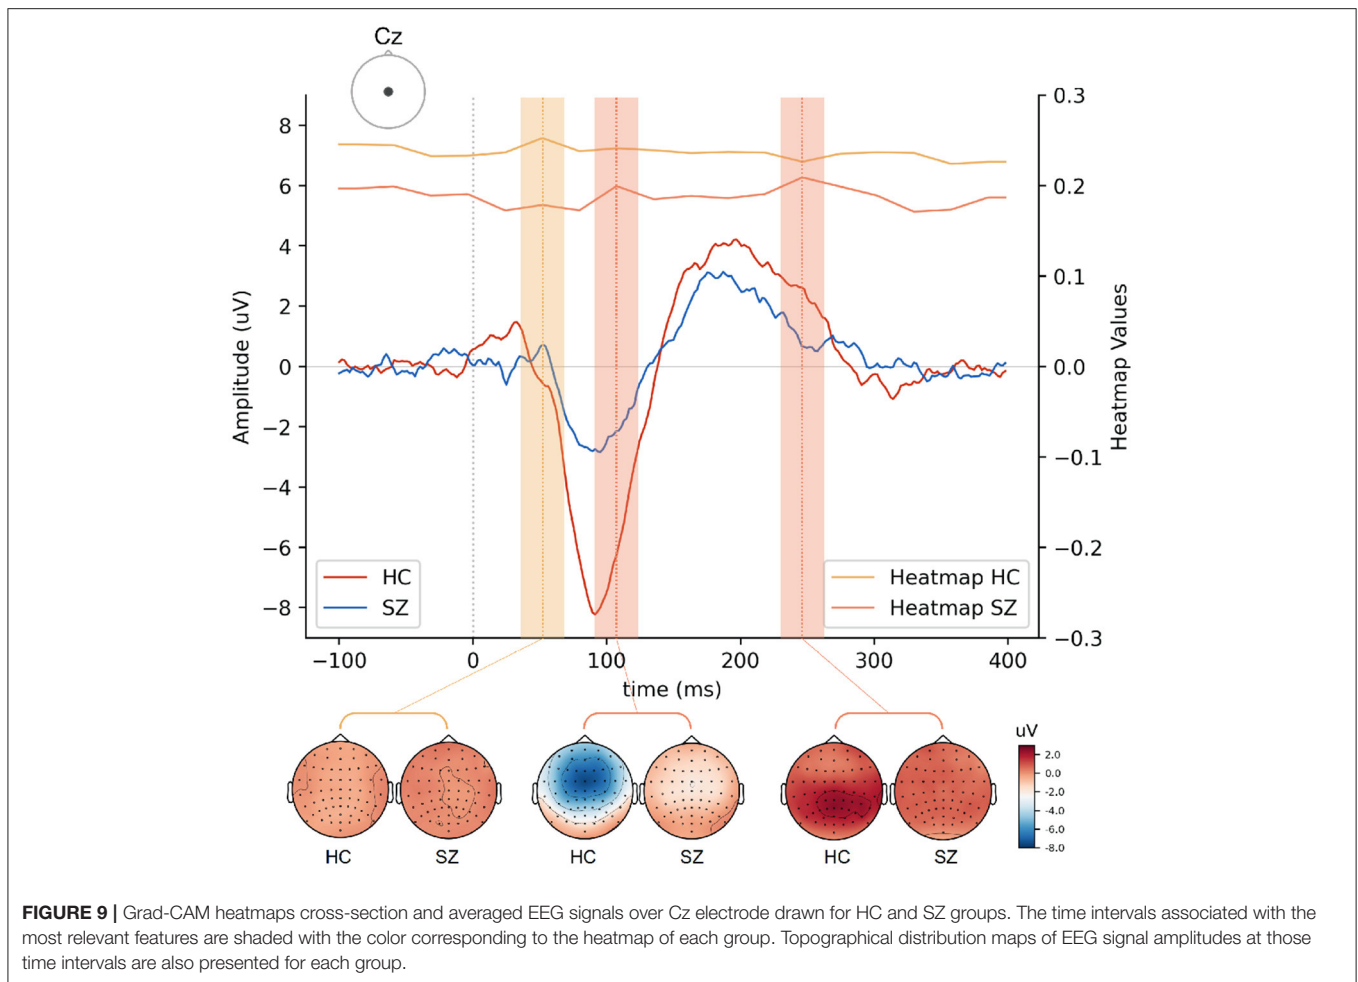 Cz
8
6
4
2
0
−2
−4
−6
−8
Amplitude (uV)
0.3
0.2
0.1
0.0
−0.1
−0.2
−0.3
Heatmap Values
HC
SZ
Heatmap HC
Heatmap SZ
−100
0
100
200
300
400
time (ms)
HC
SZ
HC
SZ
HC
SZ
uV
2.0
0.0
-2.0
-4.0
-6.0
-8.0
FIGURE 9 | Grad-CAM heatmaps cross-section and averaged EEG signals over Cz electrode drawn for HC and SZ groups. The time intervals associated with the
most relevant features are shaded with the color corresponding to the heatmap of each group. Topographical distribution maps of EEG signal amplitudes at those
time intervals are also presented for each group.